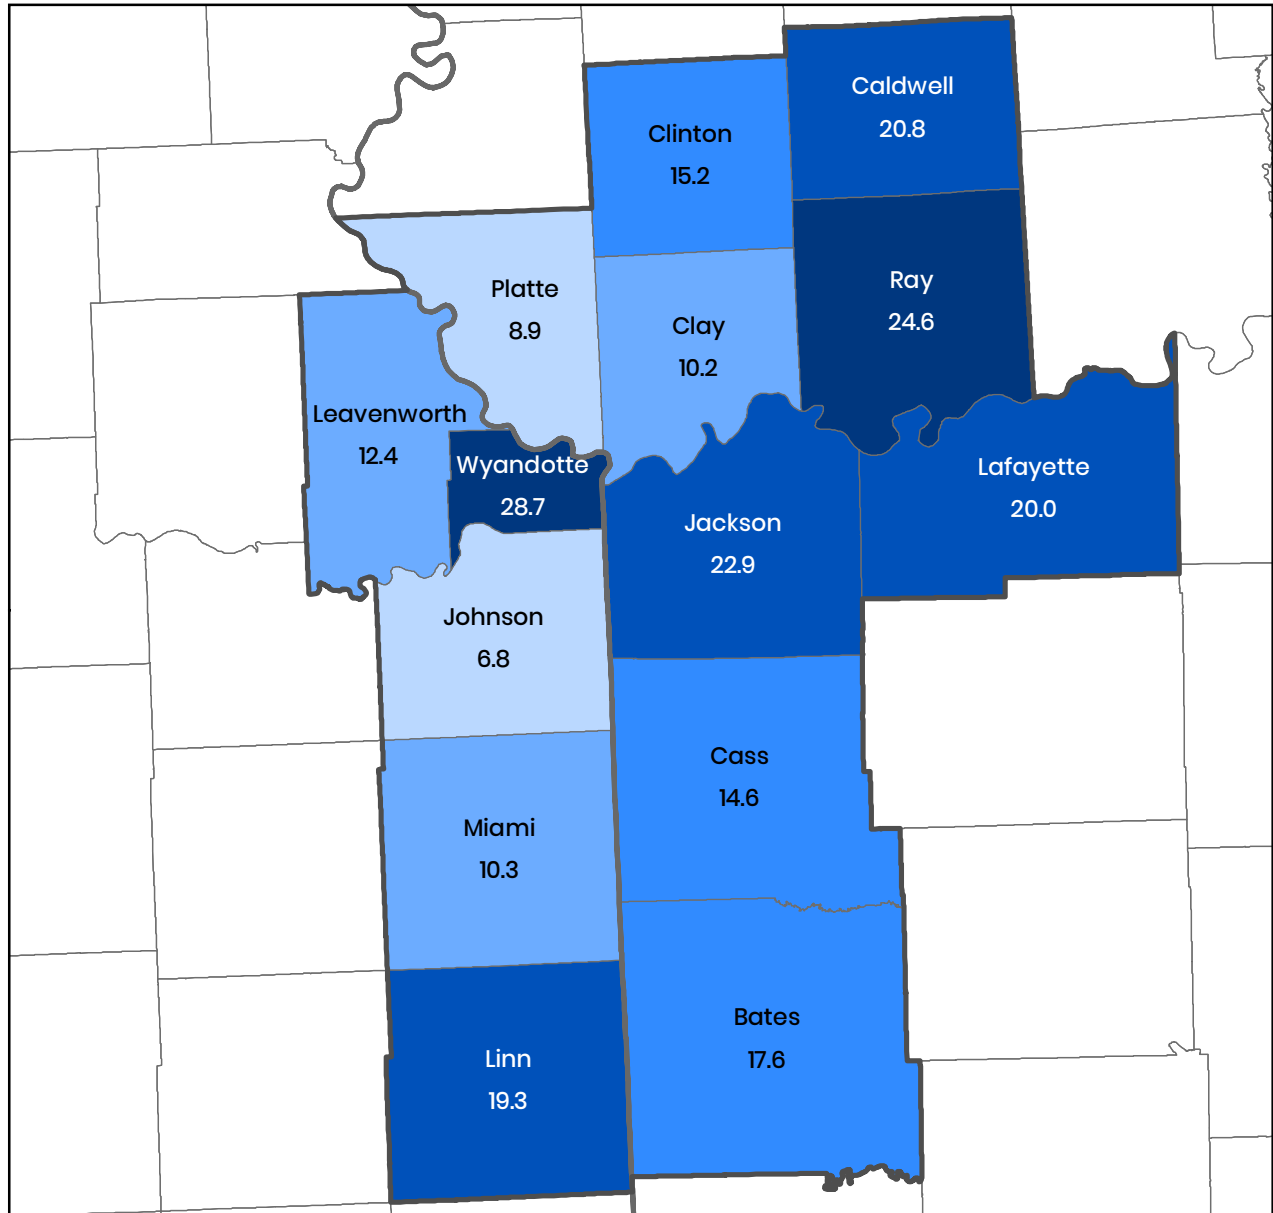 Caldwell
20.8
Clinton
15.2
Ray
24.6
Platte
8.9
Clay
10.2
Leavenworth
12.4
Wyandotte
28.7
Lafayette
20.0
Jackson
22.9
Johnson
6.8
Cass
14.6
Miami
10.3
Bates
17.6
Linn
19.3